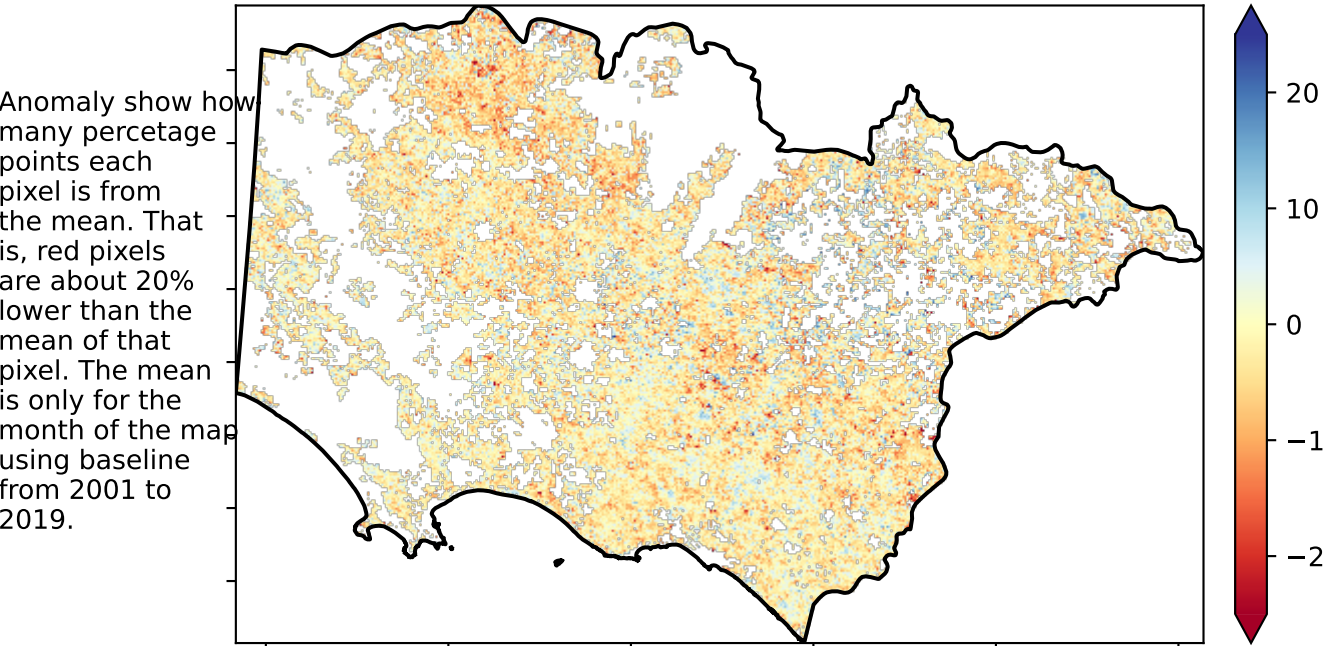 Anomaly show how
many percetage
points each
pixel is from
the mean. That
is, red pixels
are about 20%
lower than the
mean of that
pixel. The mean
is only for the
month of the map
using baseline
from 2001 to
2019.
20
10
0
−1
−2